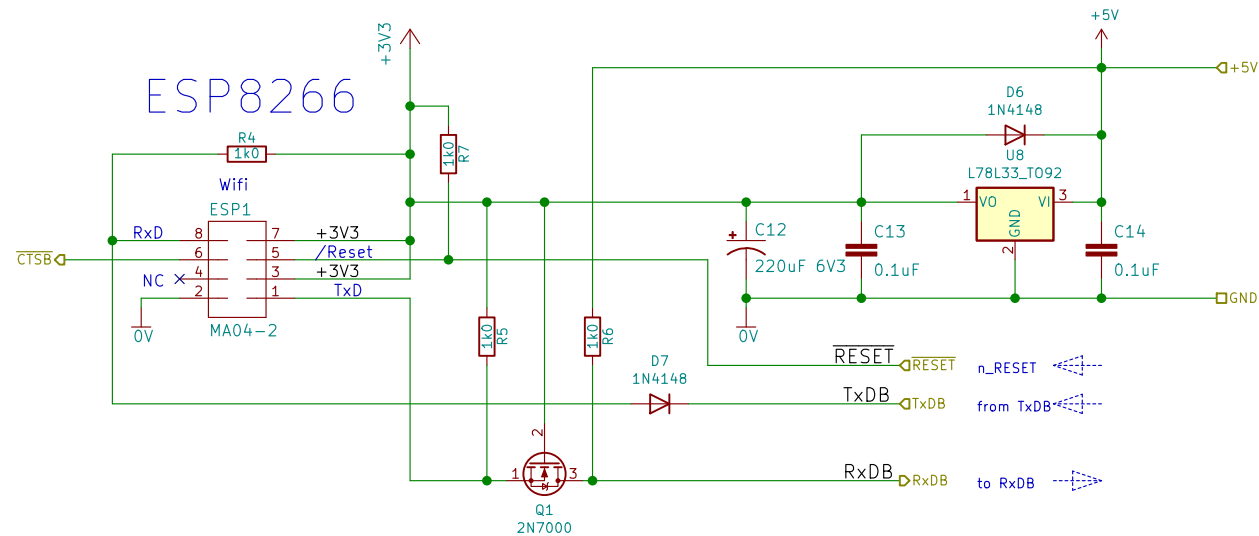 +5V
+3V3
+5V
ESP8266
D6
1N4148
R4
1k0
1k0
R7
U8
L78L33_TO92
Wifi
ESP1
1
VO
VI
3
GND
2
RxD
8
7
+3V3
C12
C13
C14
CTSB
6
5
/Reset
220uF 6V3
0.1uF
0.1uF
NC
4
3
+3V3
2
1
TxD
GND
0V
MA04-2
0V
1k0
R5
1k0
R6
D7
1N4148
RESET
RESET
n_RESET
TxDB
TxDB
from TxDB
2
1
3
RxDB
RxDB
to RxDB
Q1
2N7000